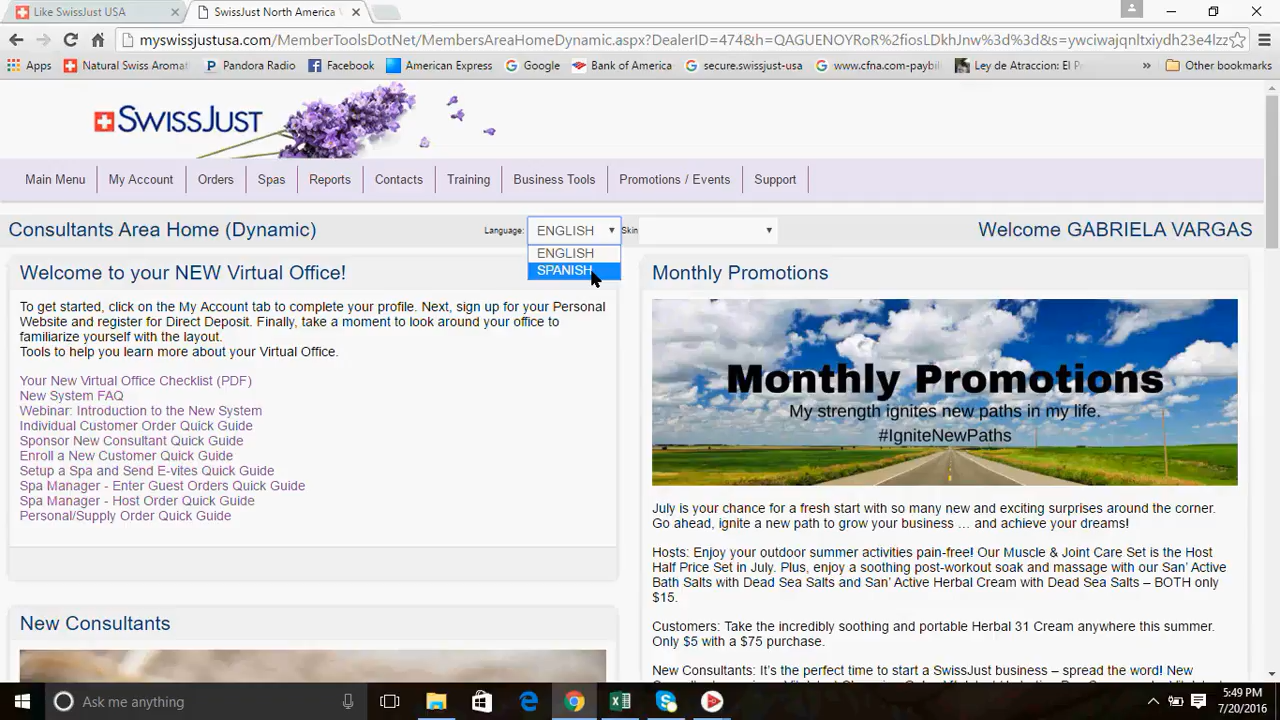 Like SwissJust USA
SwissJust North America
myswissjustusa.com/MemberToolsDotNet/MembersAreaHomeDynamic.aspx?DealerID=474&h=QAGUENOYRoR%2fiosLDkhJnw%3d%3d&s=ywciwajqnltxiydh23e4lzz
Apps Natural Swiss Aromat Pandora Radio Facebook American Express Google Bank of America secure.swissjust-usa www.cfna.com-paybil Ley de Atraccion: El P » Other bookmarks
SWISSJUST
Main Menu My Account Orders Spas Reports Contacts Training Business Tools Promotions / Events Support
Consultants Area Home (Dynamic) Language: ENGLISH Skin Welcome GABRIELA VARGAS
ENGLISH
SPANISH
Welcome to your NEW Virtual Office!
To get started, click on the My Account tab to complete your profile. Next, sign up for your Personal
Website and register for Direct Deposit. Finally, take a moment to look around your office to
familiarize yourself with the layout.
Tools to help you learn more about your Virtual Office.
Your New Virtual Office Checklist (PDF)
New System FAQ
Webinar: Introduction to the New System
Individual Customer Order Quick Guide
Sponsor New Consultant Quick Guide
Enroll a New Customer Quick Guide
Setup a Spa and Send E-vites Quick Guide
Spa Manager - Enter Guest Orders Quick Guide
Spa Manager - Host Order Quick Guide
Personal/Supply Order Quick Guide
New Consultants
Monthly Promotions
Monthly Promotions
My strength ignites new paths in my life.
#IgniteNewPaths
July is your chance for a fresh start with so many new and exciting surprises around the corner.
Go ahead, ignite a new path to grow your business … and achieve your dreams!
Hosts: Enjoy your outdoor summer activities pain-free! Our Muscle & Joint Care Set is the Host
Half Price Set in July. Plus, enjoy a soothing post-workout soak and massage with our San' Active
Bath Salts with Dead Sea Salts and San' Active Herbal Cream with Dead Sea Salts – BOTH only
$15.
Customers: Take the incredibly soothing and portable Herbal 31 Cream anywhere this summer.
Only $5 with a $75 purchase.
New Consultants: It's the perfect time to start a SwissJust business – spread the word! New
Ask me anything
5:49 PM
7/20/2016